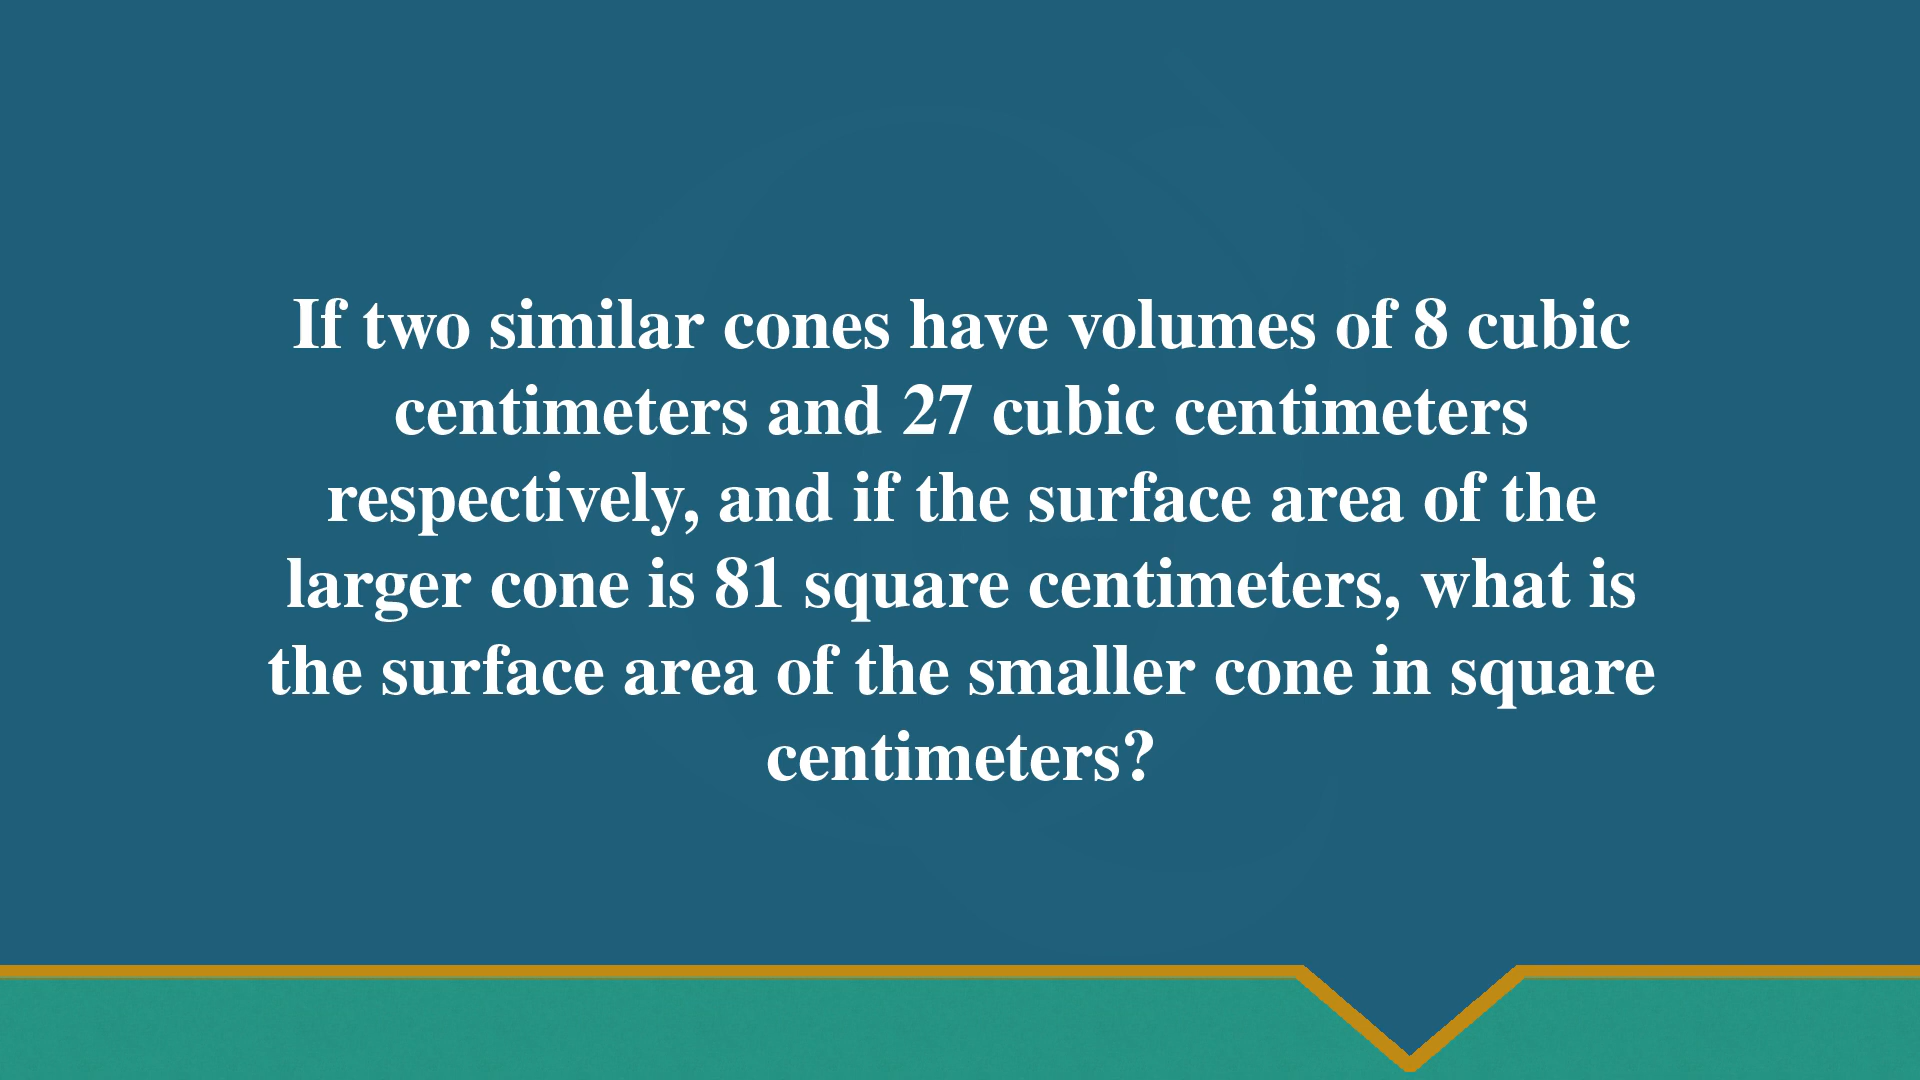 If two similar cones have volumes of 8 cubic
centimeters and 27 cubic centimeters
respectively, and if the surface area of the
larger cone is 81 square centimeters, what is
the surface area of the smaller cone in square
centimeters?